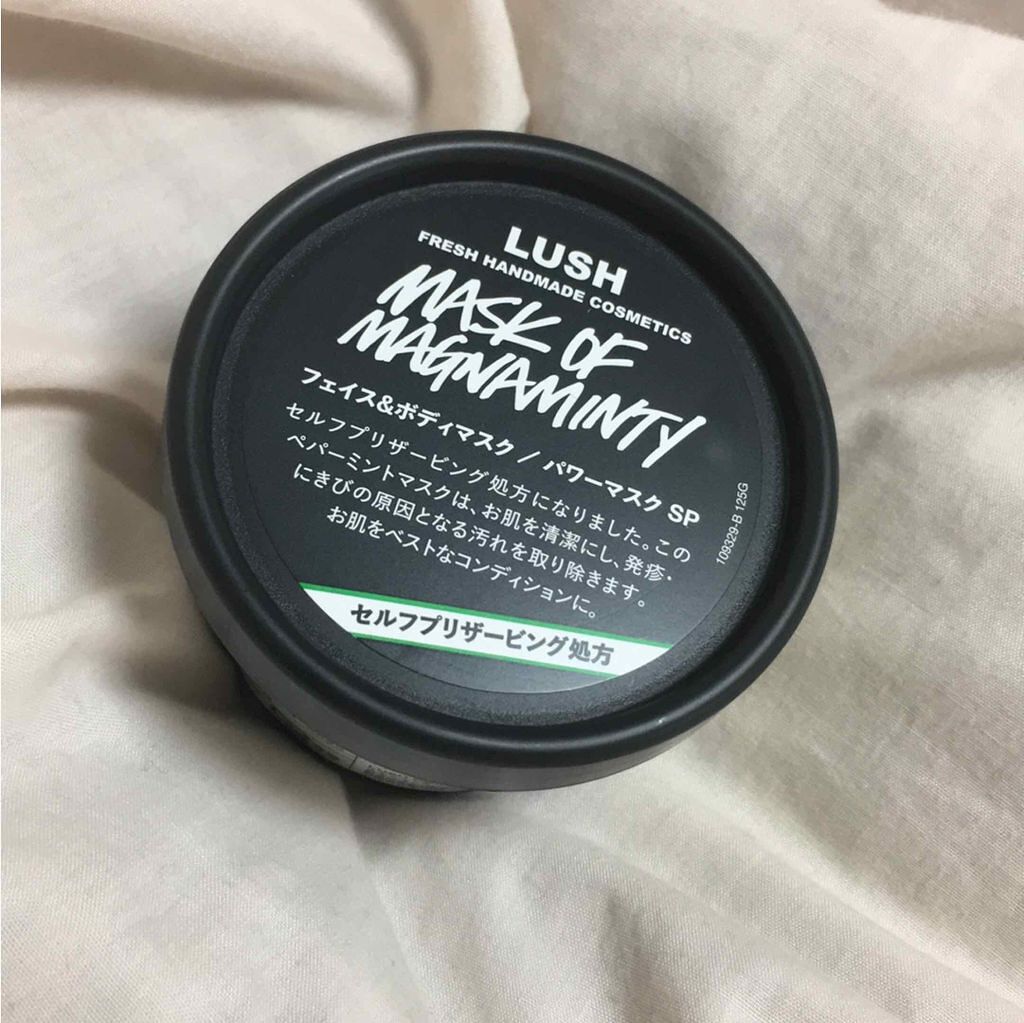 LUSH
FRESH HANDMADE COSMETICS
MASK OF
MAGNAMINTY
フェイス&ボディマスク / パワーマスク SP
セルフプリザービング処方になりました。この
ペパーミントマスクは、お肌を清潔にし、発疹・
にきびの原因となる汚れを取り除きます。
お肌をベストなコンディションに。
109329-B 125G
セルフプリザービング処方